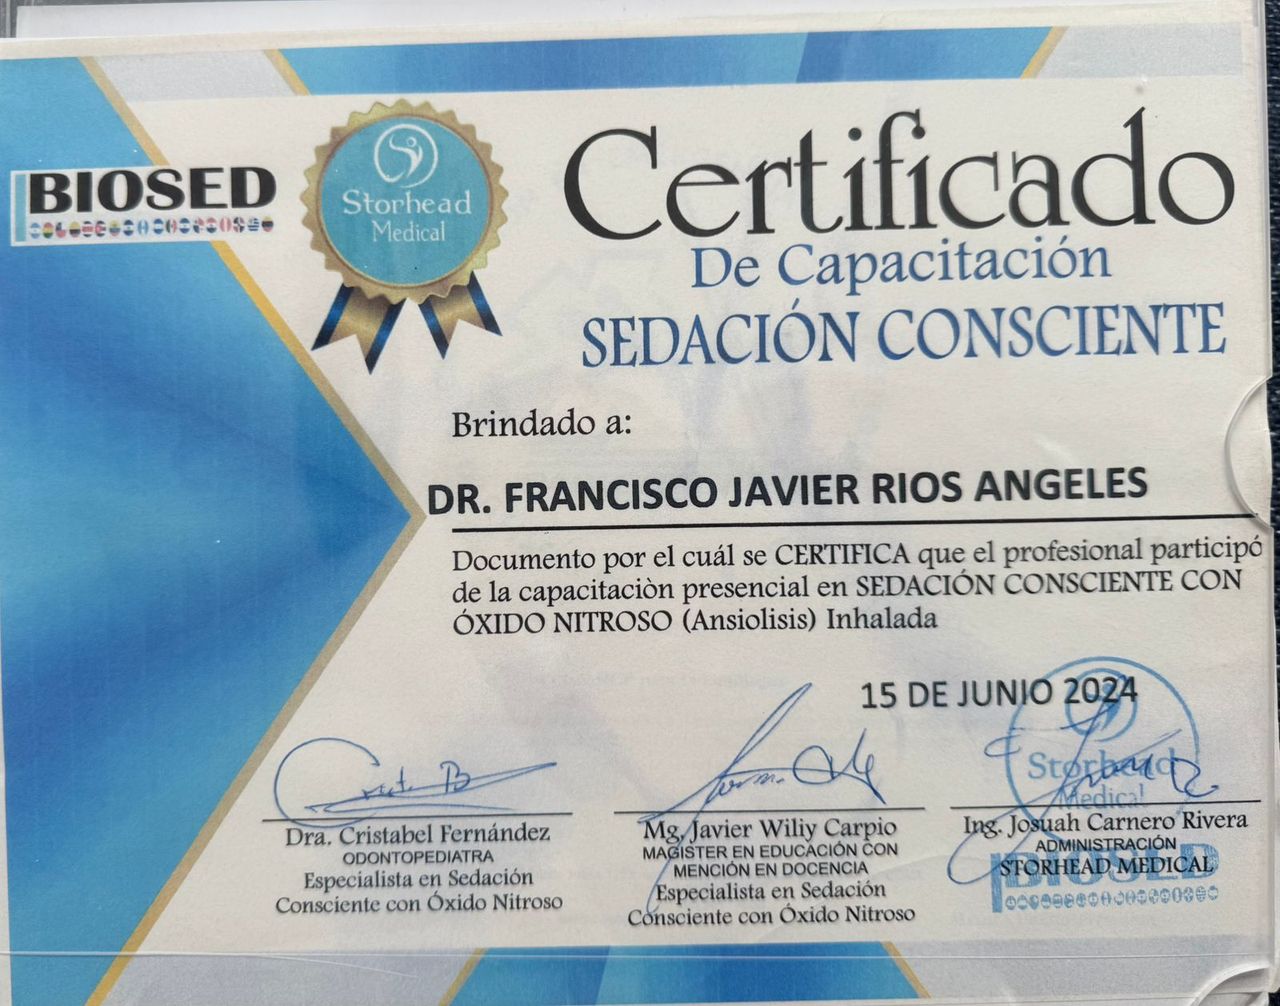 BIOSED
Storhead
Medical
Certificado
De Capacitación
SEDACIÓN CONSCIENTE
Brindado a:
DR. FRANCISCO JAVIER RIOS ANGELES
Documento por el cuál se CERTIFICA que el profesional participó
de la capacitaciòn presencial en SEDACIÓN CONSCIENTE CON
ÓXIDO NITROSO (Ansiolisis) Inhalada
15 DE JUNIO 2024
Storhead
Medical
Dra. Cristabel Fernández
ODONTOPEDIATRA
Especialista en Sedación
Consciente con Óxido Nitroso
Mg, Javier Wiliy Carpio
MAGISTER EN EDUCACIÓN CON
MENCIÓN EN DOCENCIA
Especialista en Sedación
Consciente con Óxido Nitroso
Ing. Josuah Carnero Rivera
ADMINISTRACIÓN
STORHEAD MEDICAL
BIOSED